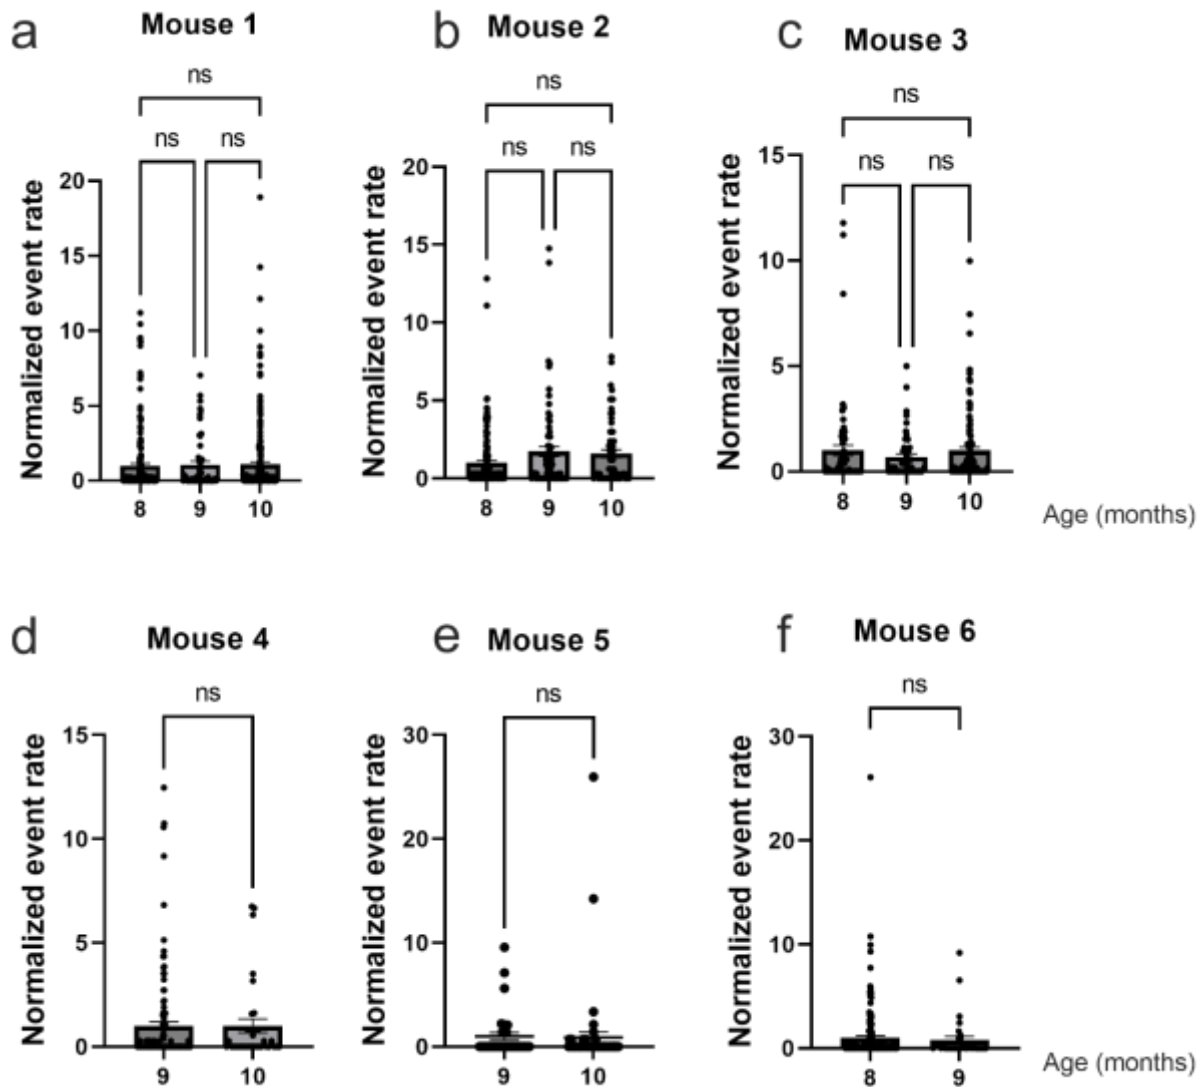 a Mouse 1
ns
ns ns
Normalized event rate
20
15
10
5
0
8 9 10
b Mouse 2
ns
ns ns
Normalized event rate
20
15
10
5
0
8 9 10
c Mouse 3
ns
ns ns
Normalized event rate
15
10
5
0
8 9 10
Age (months)
d Mouse 4
ns
Normalized event rate
15
10
5
0
9 10
e Mouse 5
ns
Normalized event rate
30
20
10
0
9 10
f Mouse 6
ns
Normalized event rate
30
20
10
0
8 9
Age (months)